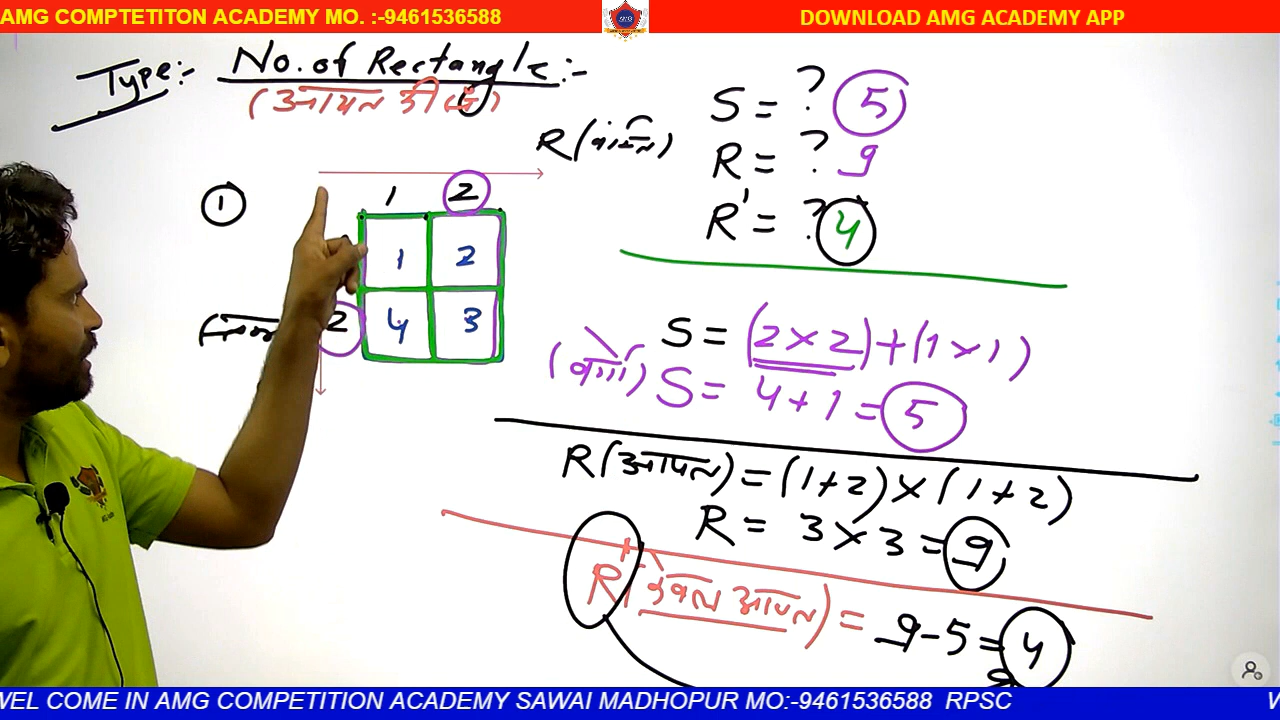 AMG COMPTETITON ACADEMY MO. :-9461536588
DOWNLOAD AMG ACADEMY APP
Type:- No. of Rectangle:-
(आयत की सं)
S = ? 5
R = ? 9
R' = ? 4
①
1 2
1 2
2 4 3
S = (2 × 2) + (1 × 1)
(वर्ग) S = 4 + 1 = 5
R (आयत) = (1+2) × (1+2)
R = 3 × 3 = 9
R' (केवल आयत) = 9 - 5 = 4
WEL COME IN AMG COMPETITION ACADEMY SAWAI MADHOPUR MO:-9461536588 RPSC